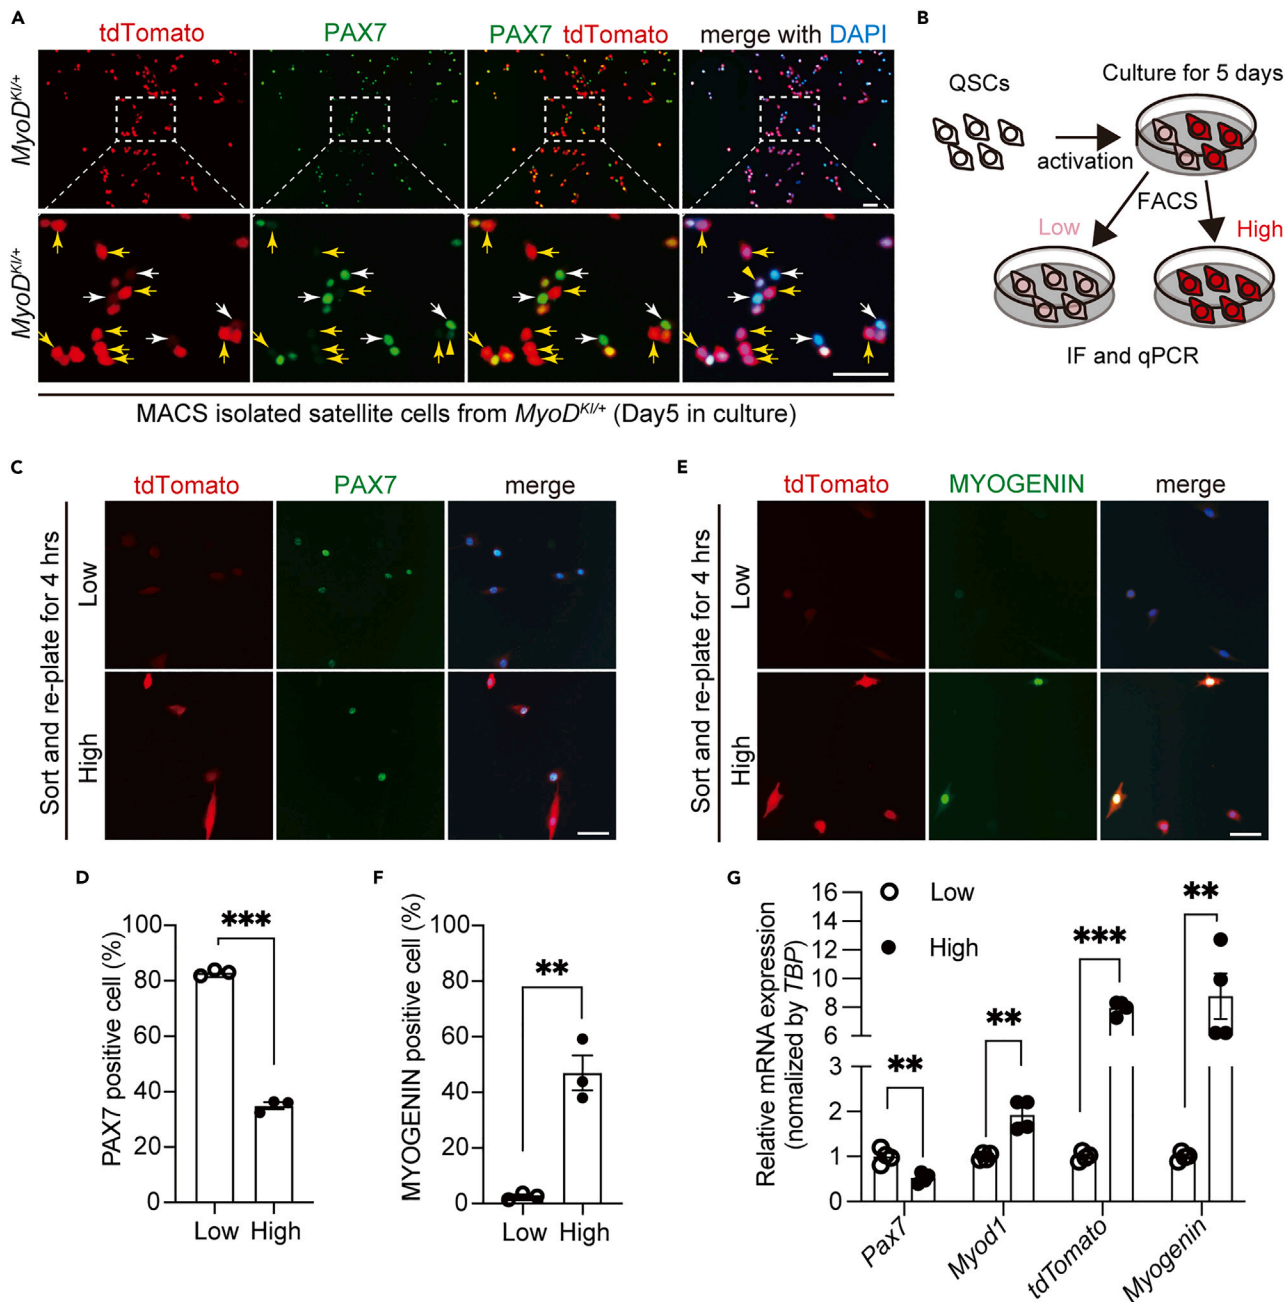 A
tdTomato
PAX7
PAX7 tdTomato
merge with DAPI
MyoD^KI/+
MyoD^KI/+
MACS isolated satellite cells from MyoD^KI/+ (Day5 in culture)
B
QSCs
Culture for 5 days
activation
FACS
Low
High
IF and qPCR
C
tdTomato
PAX7
merge
Sort and re-plate for 4 hrs
Low
High
E
tdTomato
MYOGENIN
merge
Sort and re-plate for 4 hrs
Low
High
D
PAX7 positive cell (%)
100
80
60
40
20
0
***
Low
High
F
MYOGENIN positive cell (%)
100
80
60
40
20
0
**
Low
High
G
Relative mRNA expression
(nomalized by TBP)
16
14
12
10
8
6
3
2
1
0
Low
High
**
**
***
**
Pax7
Myod1
tdTomato
Myogenin